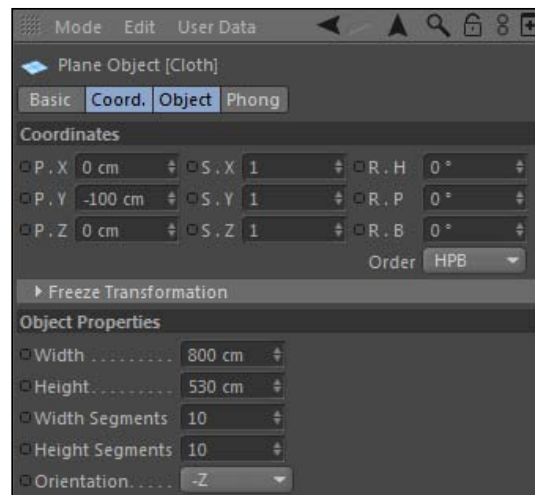 Mode Edit User Data
Plane Object [Cloth]
Basic Coord. Object Phong
Coordinates
P . X 0 cm S . X 1 R . H 0 °
P . Y -100 cm S . Y 1 R . P 0 °
P . Z 0 cm S . Z 1 R . B 0 °
Order HPB
Freeze Transformation
Object Properties
Width . . . . . . . . . 800 cm
Height. . . . . . . . . 530 cm
Width Segments 10
Height Segments 10
Orientation. . . . . -Z